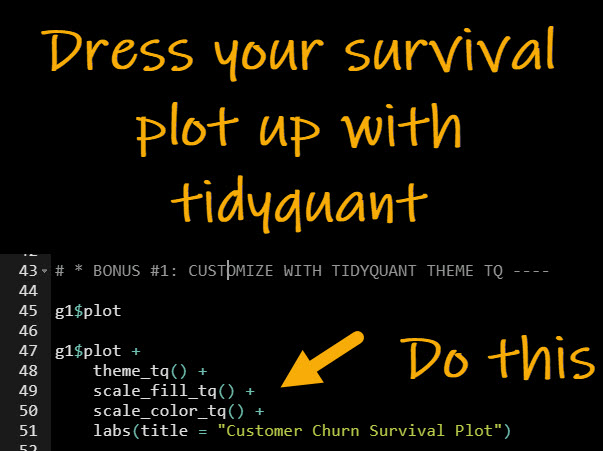 Dress your survival
plot up with
tidyquant
42
43 # * BONUS #1: CUSTOMIZE WITH TIDYQUANT THEME TQ ----
44
45 g1$plot
46
47 g1$plot +
48 theme_tq() +
49 scale_fill_tq() +
50 scale_color_tq() +
51 labs(title = "Customer Churn Survival Plot")
52
Do this